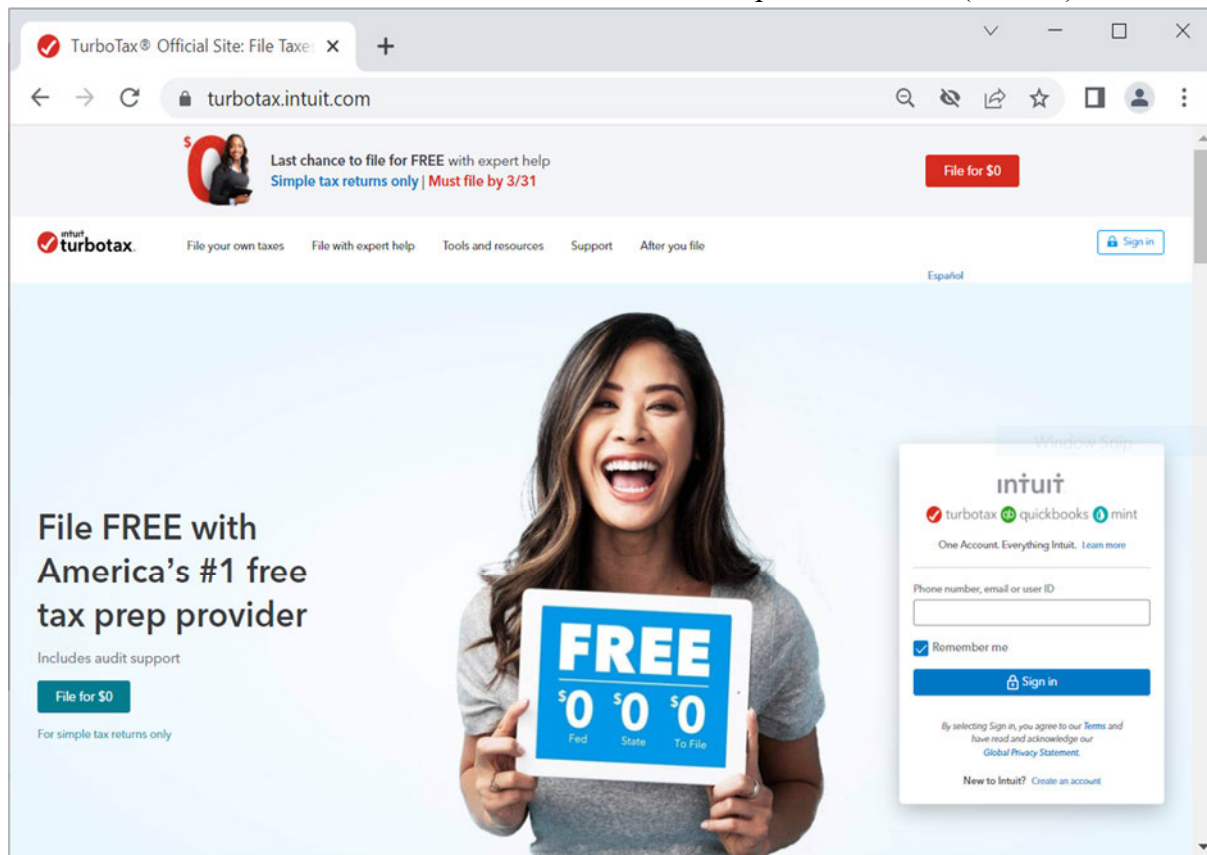 TurboTax® Official Site: File Taxe
turbotax.intuit.com
$0
Last chance to file for FREE with expert help
Simple tax returns only | Must file by 3/31
File for $0
intuit
turbotax.
File your own taxes File with expert help Tools and resources Support After you file
Sign in
Español
File FREE with
America's #1 free
tax prep provider
Includes audit support
File for $0
For simple tax returns only
FREE
$0 $0 $0
Fed State To File
Window Snip
INTUIT
turbotax qb quickbooks mint
One Account. Everything Intuit. Learn more
Phone number, email or user ID
Remember me
Sign in
By selecting Sign in, you agree to our Terms and
have read and acknowledge our
Global Privacy Statement.
New to Intuit? Create an account